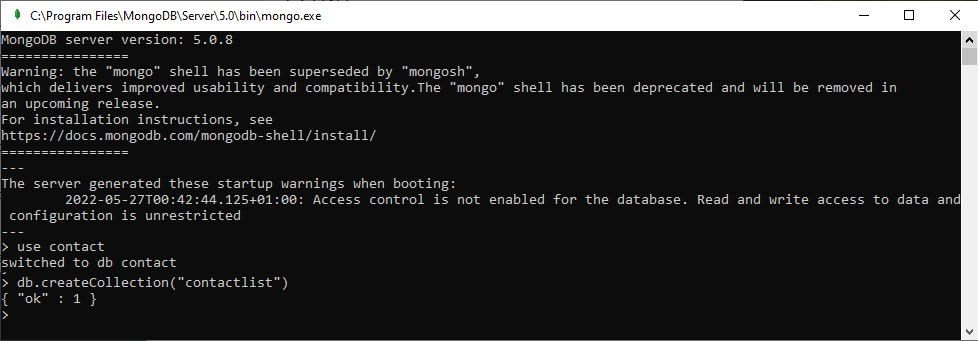 C:\Program Files\MongoDB\Server\5.0\bin\mongo.exe
MongoDB server version: 5.0.8
================
Warning: the "mongo" shell has been superseded by "mongosh",
which delivers improved usability and compatibility.The "mongo" shell has been deprecated and will be removed in
an upcoming release.
For installation instructions, see
https://docs.mongodb.com/mongodb-shell/install/
================
---
The server generated these startup warnings when booting:
        2022-05-27T00:42:44.125+01:00: Access control is not enabled for the database. Read and write access to data and
 configuration is unrestricted
---
> use contact
switched to db contact
> db.createCollection("contactlist")
{ "ok" : 1 }
>